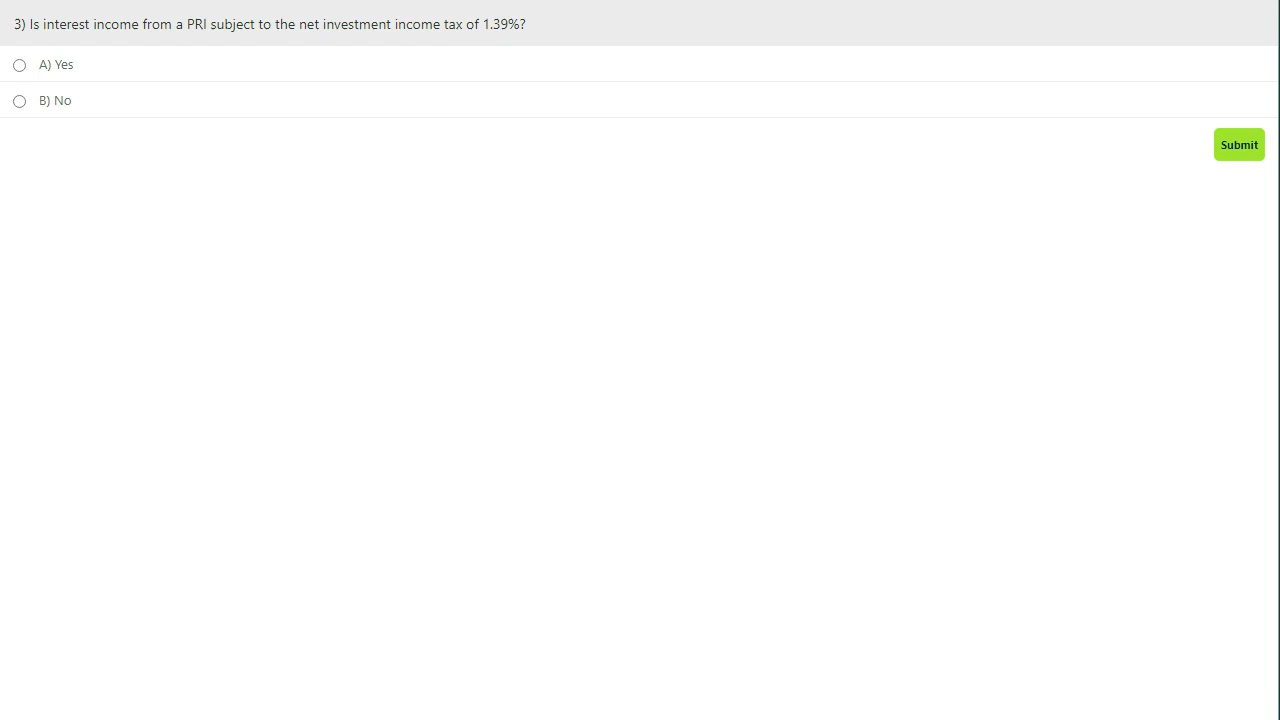 3) Is interest income from a PRI subject to the net investment income tax of 1.39%?
A) Yes
B) No
Submit